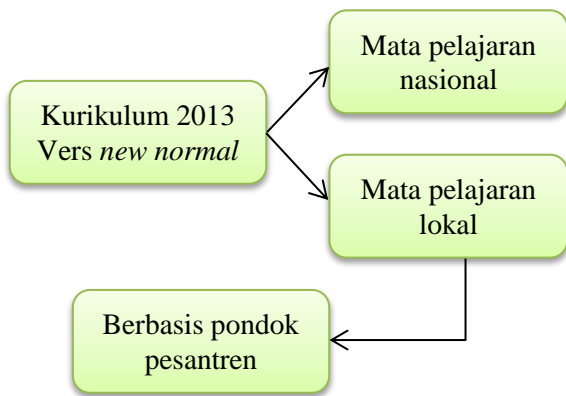 Kurikulum 2013
Vers new normal
Mata pelajaran
nasional
Mata pelajaran
lokal
Berbasis pondok
pesantren